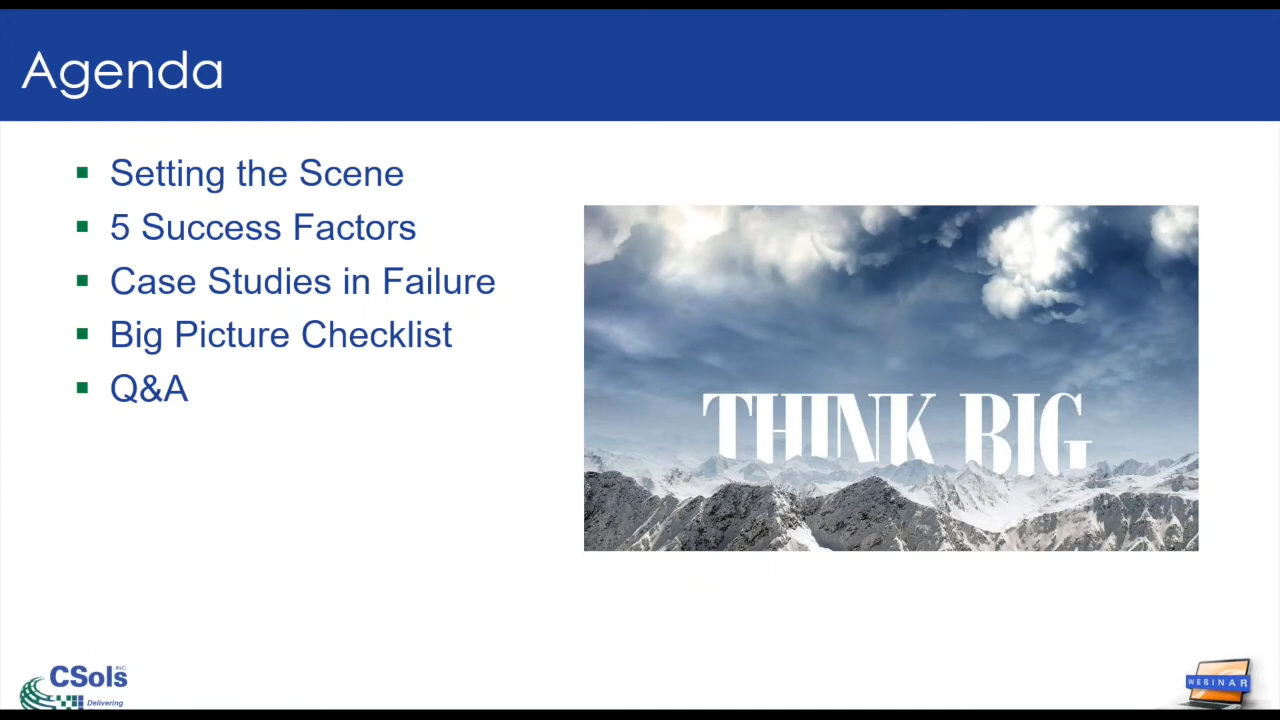 Agenda
Setting the Scene
5 Success Factors
Case Studies in Failure
Big Picture Checklist
Q&A
THINK BIG
CSols INC.
Delivering
WEBINAR